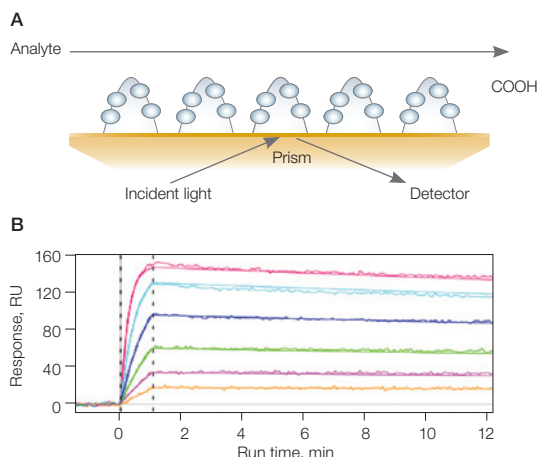 A
Analyte
COOH
Prism
Incident light
Detector
B
Response, RU
160
120
80
40
0
0
2
4
6
8
10
12
Run time, min